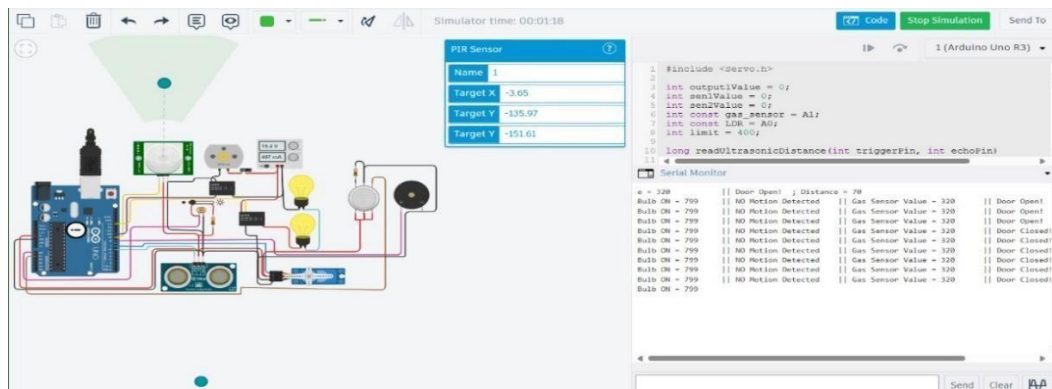 Simulator time: 00:01:18
Code
Stop Simulation
Send To
PIR Sensor
?
Name 1
Target X -3.65
Target Y -135.97
Target Y -151.61
1 (Arduino Uno R3)
1 #include <Servo.h>
2
3 int output1Value = 0;
4 int sen1Value = 0;
5 int sen2Value = 0;
6 int const gas_sensor = A1;
7 int const LDR = A0;
8 int limit = 400;
9
10 long readUltrasonicDistance(int triggerPin, int echoPin)
11
Serial Monitor
e = 320 || Door Open! ; Distance = 70
Bulb ON = 799 || NO Motion Detected || Gas Sensor Value = 320 || Door Open!
Bulb ON = 799 || NO Motion Detected || Gas Sensor Value = 320 || Door Open!
Bulb ON = 799 || NO Motion Detected || Gas Sensor Value = 320 || Door Open!
Bulb ON = 799 || NO Motion Detected || Gas Sensor Value = 320 || Door Closed!
Bulb ON = 799 || NO Motion Detected || Gas Sensor Value = 320 || Door Closed!
Bulb ON = 799 || NO Motion Detected || Gas Sensor Value = 320 || Door Closed!
Bulb ON = 799 || NO Motion Detected || Gas Sensor Value = 320 || Door Closed!
Bulb ON = 799 || NO Motion Detected || Gas Sensor Value = 320 || Door Closed!
Bulb ON = 799 || NO Motion Detected || Gas Sensor Value = 320 || Door Closed!
Bulb ON = 799
Send
Clear